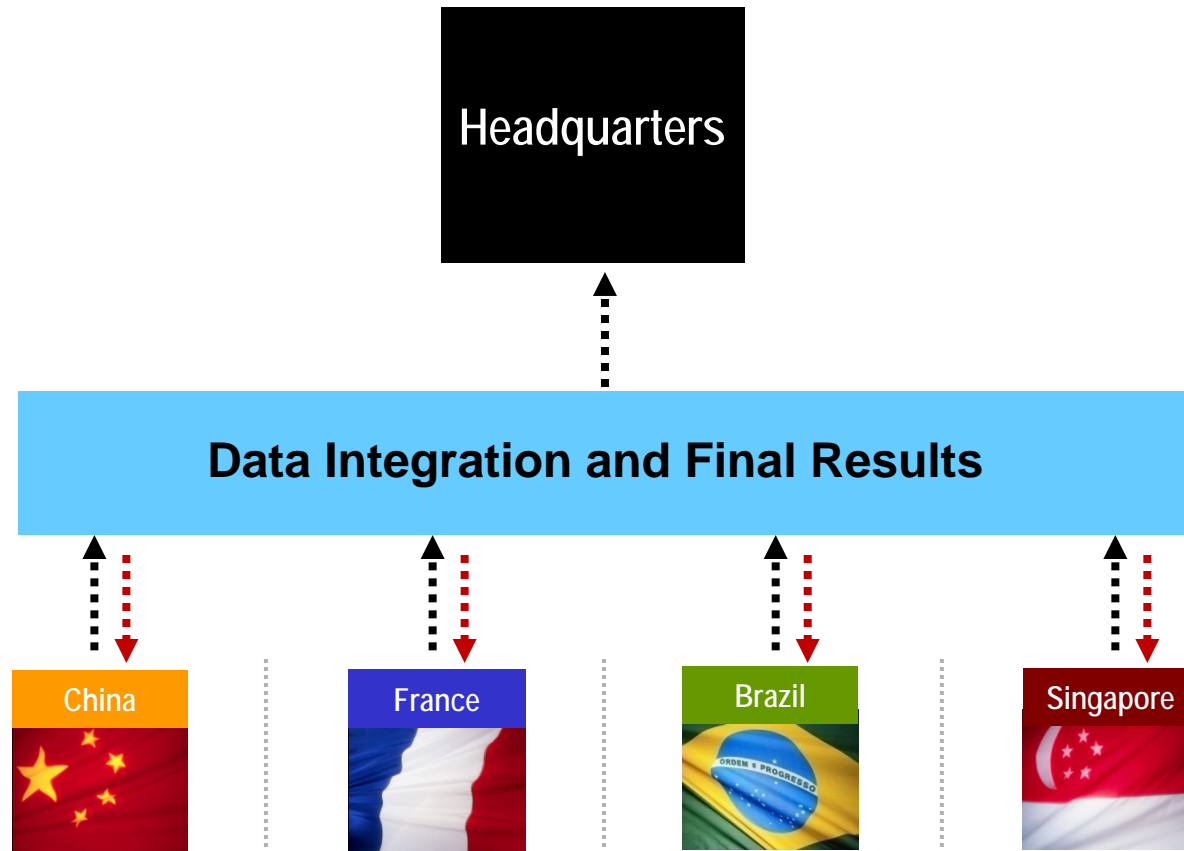 Headquarters
Data Integration and Final Results
China
France
Brazil
Singapore
ORDEM E PROGRESSO